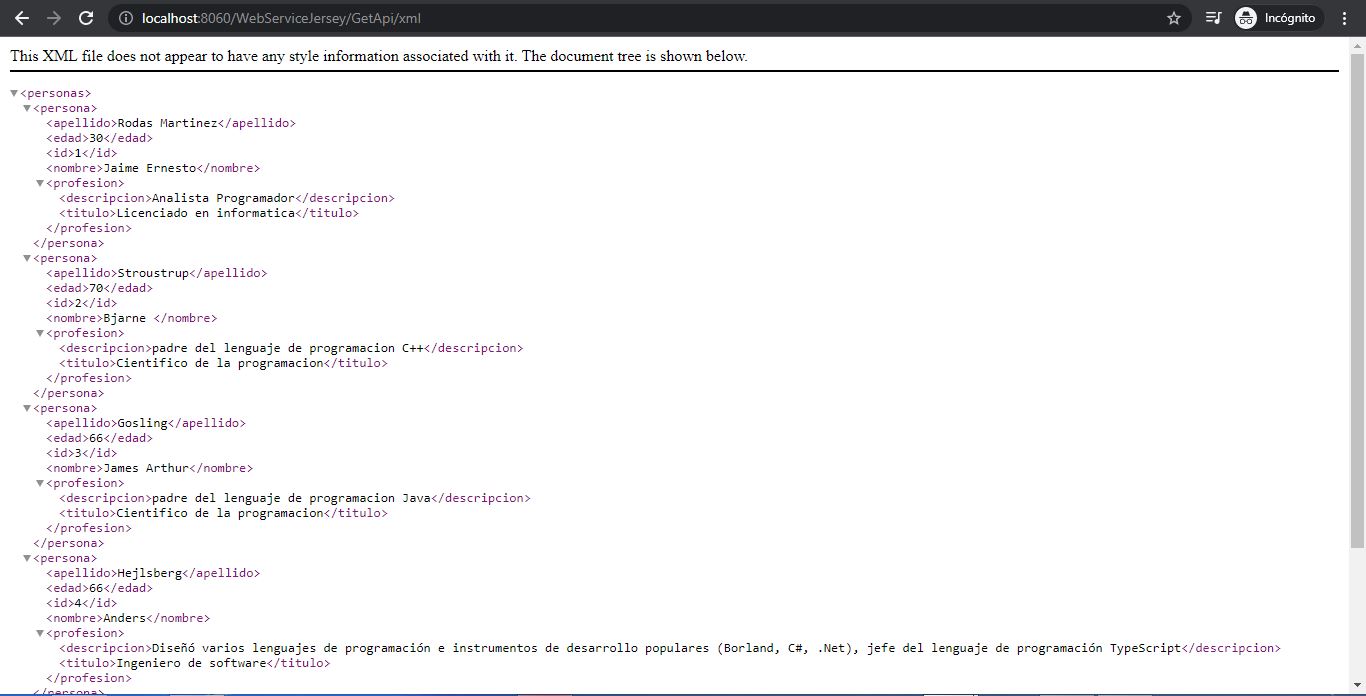 localhost:8060/WebServiceJersey/GetApi/xml
Incógnito
This XML file does not appear to have any style information associated with it. The document tree is shown below.
<personas>
<persona>
<apellido>Rodas Martinez</apellido>
<edad>30</edad>
<id>1</id>
<nombre>Jaime Ernesto</nombre>
<profesion>
<descripcion>Analista Programador</descripcion>
<titulo>Licenciado en informatica</titulo>
</profesion>
</persona>
<persona>
<apellido>Stroustrup</apellido>
<edad>70</edad>
<id>2</id>
<nombre>Bjarne </nombre>
<profesion>
<descripcion>padre del lenguaje de programacion C++</descripcion>
<titulo>Cientifico de la programacion</titulo>
</profesion>
</persona>
<persona>
<apellido>Gosling</apellido>
<edad>66</edad>
<id>3</id>
<nombre>James Arthur</nombre>
<profesion>
<descripcion>padre del lenguaje de programacion Java</descripcion>
<titulo>Cientifico de la programacion</titulo>
</profesion>
</persona>
<persona>
<apellido>Hejlsberg</apellido>
<edad>66</edad>
<id>4</id>
<nombre>Anders</nombre>
<profesion>
<descripcion>Diseñó varios lenguajes de programación e instrumentos de desarrollo populares (Borland, C#, .Net), jefe del lenguaje de programación TypeScript</descripcion>
<titulo>Ingeniero de software</titulo>
</profesion>
</persona>